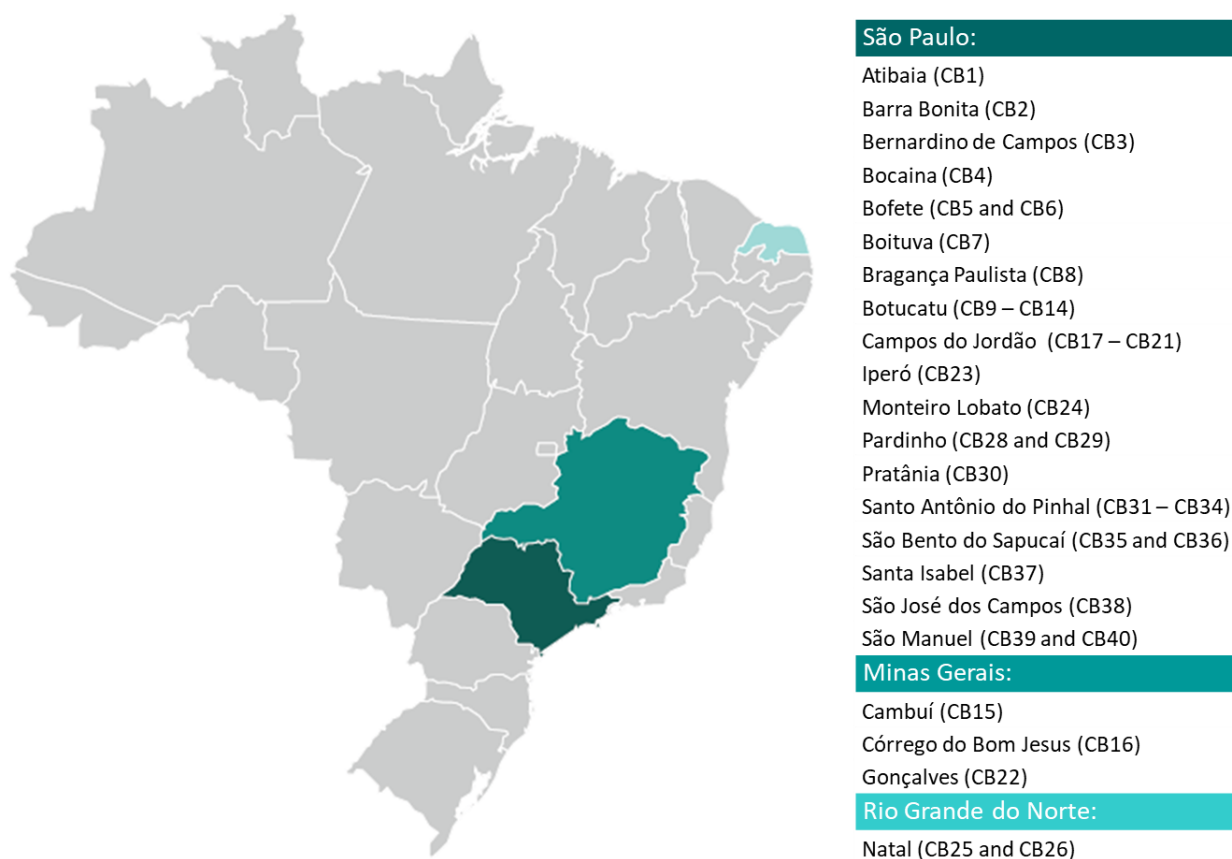 São Paulo:
Atibaia (CB1)
Barra Bonita (CB2)
Bernardino de Campos (CB3)
Bocaina (CB4)
Bofete (CB5 and CB6)
Boituva (CB7)
Bragança Paulista (CB8)
Botucatu (CB9 – CB14)
Campos do Jordão (CB17 – CB21)
Iperó (CB23)
Monteiro Lobato (CB24)
Pardinho (CB28 and CB29)
Pratânia (CB30)
Santo Antônio do Pinhal (CB31 – CB34)
São Bento do Sapucaí (CB35 and CB36)
Santa Isabel (CB37)
São José dos Campos (CB38)
São Manuel (CB39 and CB40)
Minas Gerais:
Cambuí (CB15)
Córrego do Bom Jesus (CB16)
Gonçalves (CB22)
Rio Grande do Norte:
Natal (CB25 and CB26)